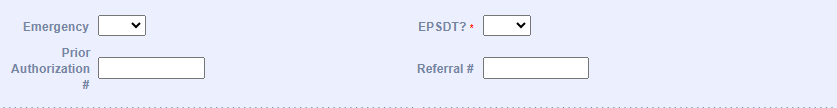 Emergency
EPSDT? *
Prior
Authorization
#
Referral #